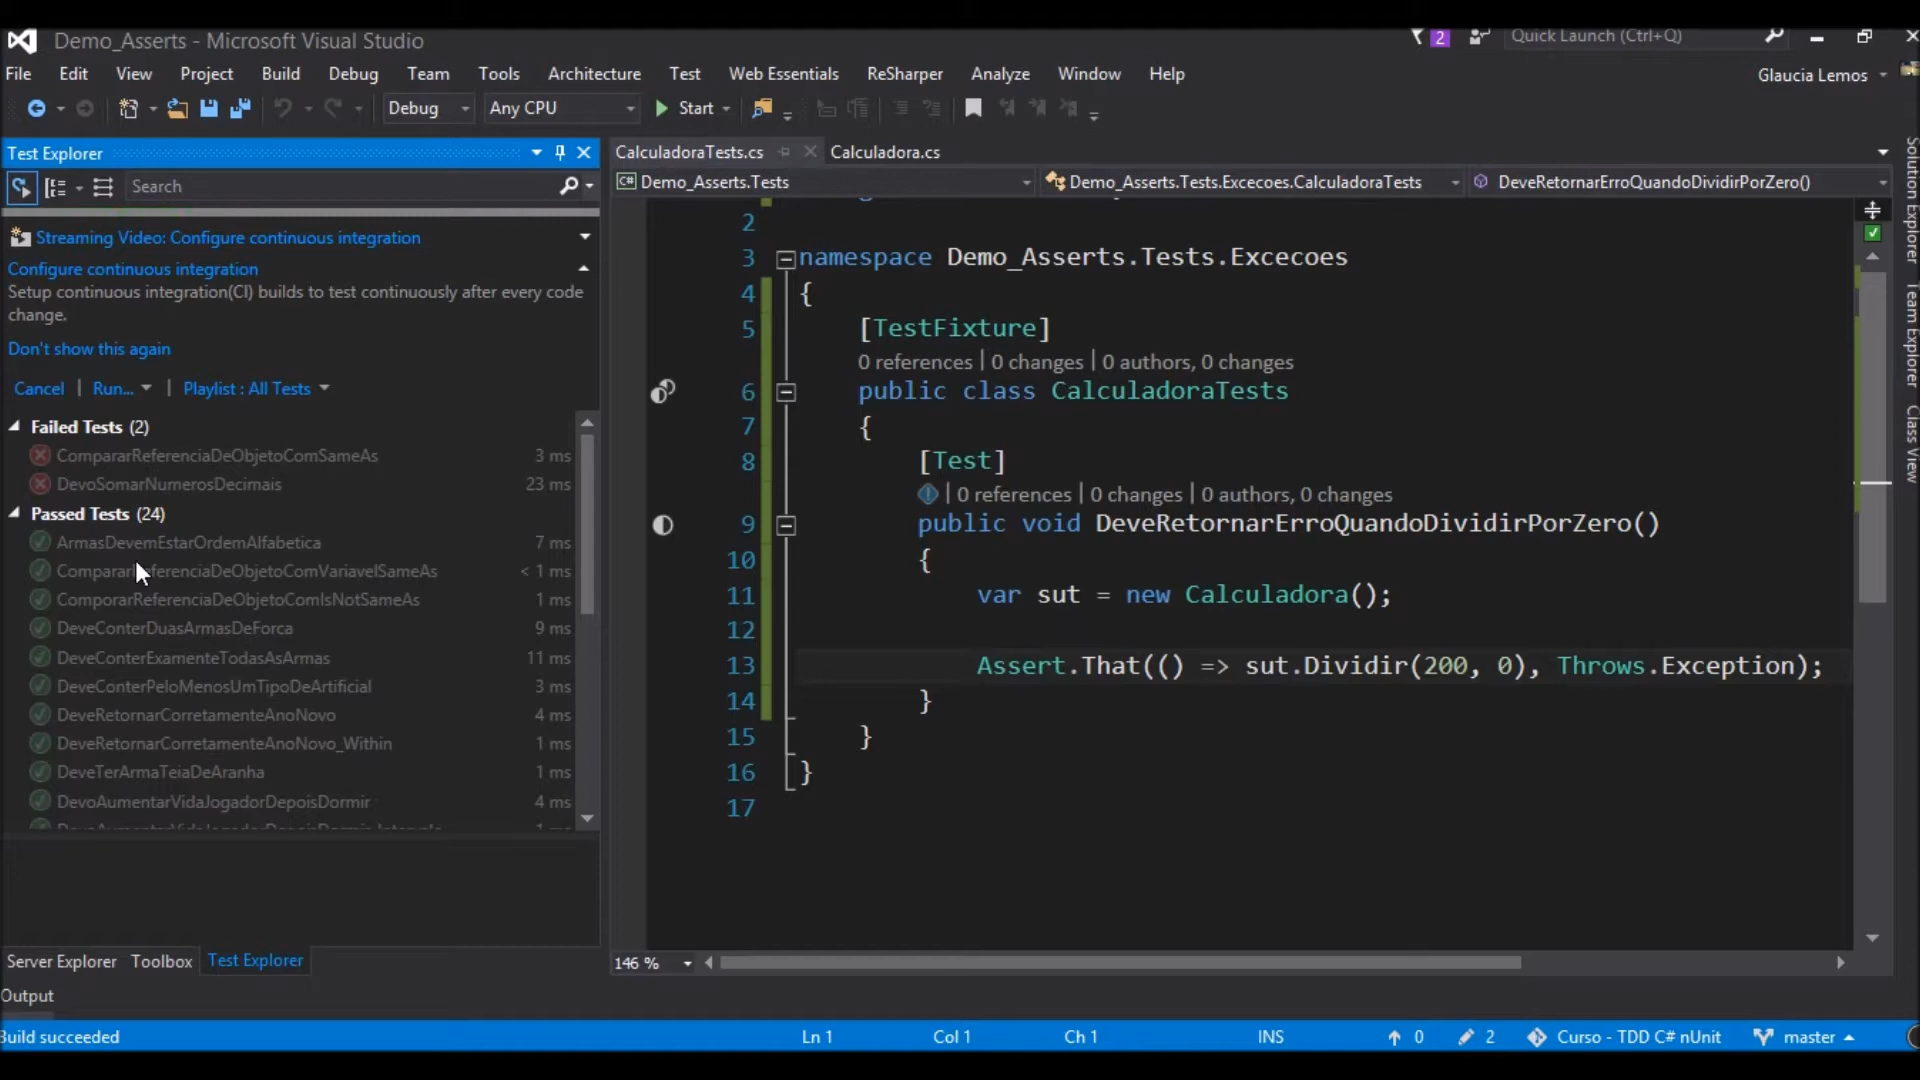 Demo_Asserts - Microsoft Visual Studio
2
Quick Launch (Ctrl+Q)
File Edit View Project Build Debug Team Tools Architecture Test Web Essentials ReSharper Analyze Window Help
Glaucia Lemos
Debug
Any CPU
Start
Test Explorer
Search
Streaming Video: Configure continuous integration
Configure continuous integration
Setup continuous integration(CI) builds to test continuously after every code
change.
Don't show this again
Cancel | Run... | Playlist : All Tests
Failed Tests (2)
CompararReferenciaDeObjetoComSameAs 3 ms
DevoSomarNumerosDecimais 23 ms
Passed Tests (24)
ArmasDevemEstarOrdemAlfabetica 7 ms
CompararReferenciaDeObjetoComVariavelSameAs < 1 ms
ComporarReferenciaDeObjetoComIsNotSameAs 1 ms
DeveConterDuasArmasDeForca 9 ms
DeveConterExamenteTodasAsArmas 11 ms
DeveConterPeloMenosUmTipoDeArtificial 3 ms
DeveRetornarCorretamenteAnoNovo 4 ms
DeveRetornarCorretamenteAnoNovo_Within 1 ms
DeveTerArmaTeiaDeAranha 1 ms
DevoAumentarVidaJogadorDepoisDormir 4 ms
Server Explorer Toolbox Test Explorer
Output
CalculadoraTests.cs
Calculadora.cs
Demo_Asserts.Tests
Demo_Asserts.Tests.Excecoes.CalculadoraTests
DeveRetornarErroQuandoDividirPorZero()
2
3 namespace Demo_Asserts.Tests.Excecoes
4 {
5 [TestFixture]
0 references | 0 changes | 0 authors, 0 changes
6 public class CalculadoraTests
7 {
8 [Test]
| 0 references | 0 changes | 0 authors, 0 changes
9 public void DeveRetornarErroQuandoDividirPorZero()
10 {
11 var sut = new Calculadora();
12
13 Assert.That(() => sut.Dividir(200, 0), Throws.Exception);
14 }
15 }
16 }
17
146 %
Solution Explorer
Team Explorer
Class View
Build succeeded
Ln 1
Col 1
Ch 1
INS
0
2
Curso - TDD C# nUnit
master